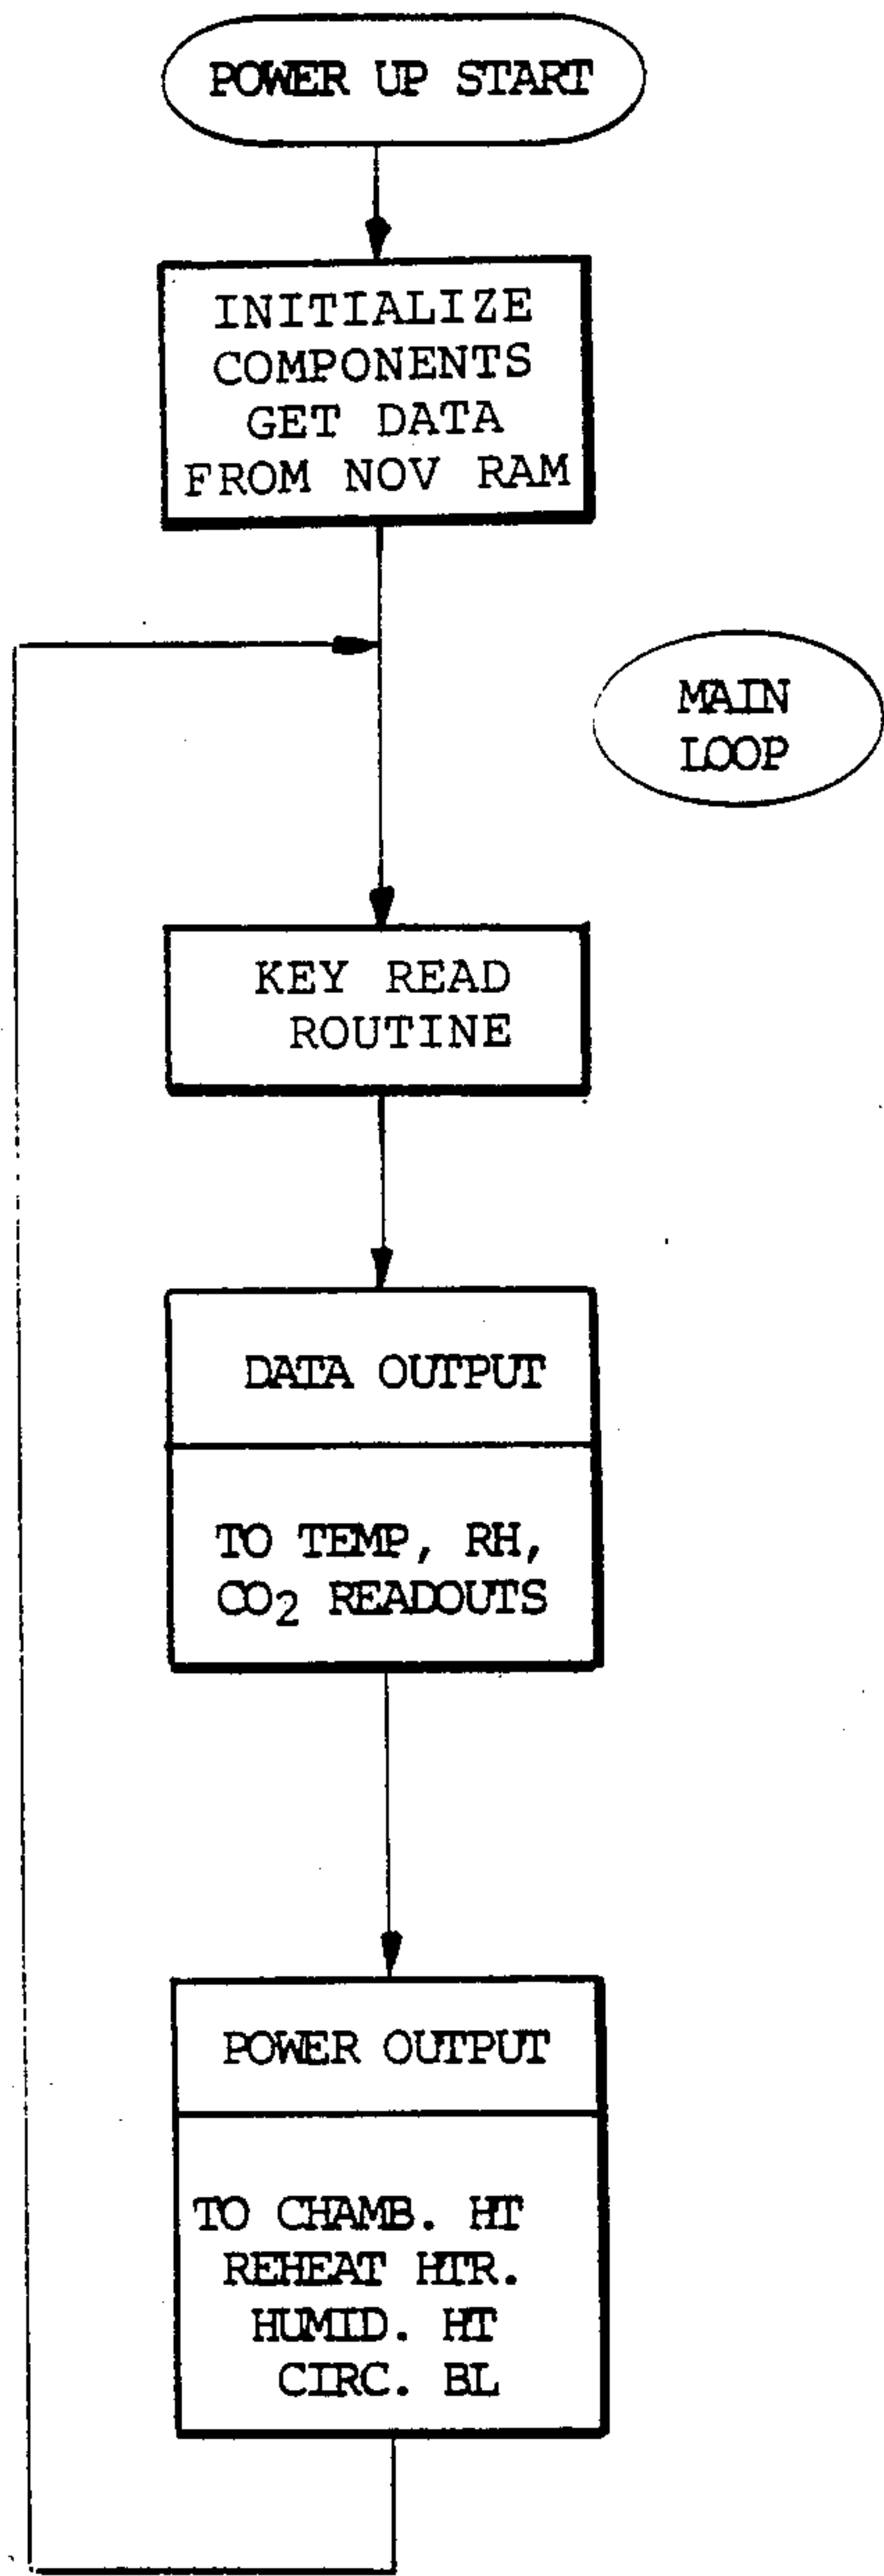 POWER UP START
INITIALIZE
COMPONENTS
GET DATA
FROM NOV RAM
MAIN
LOOP
KEY READ
ROUTINE
DATA OUTPUT
TO TEMP, RH,
CO₂ READOUTS
POWER OUTPUT
TO CHAMB. HT
REHEAT HTR.
HUMID. HT
CIRC. BL